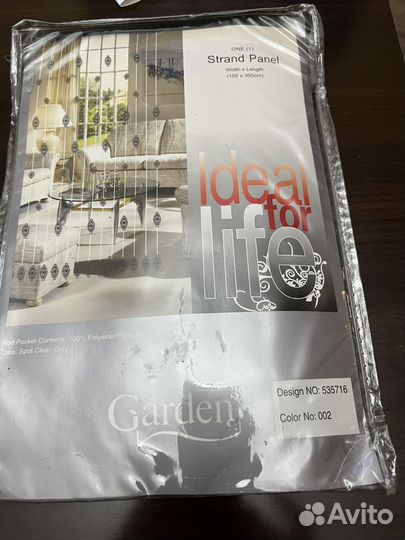 ONE (1)
Strand Panel
Width x Length
(100 x 300cm)
Ideal
for
life
Rod Pocket Contents: 100% Polyester
Care: Spot Clean Only
Garden
Design NO: 535716
Color No: 002
Avito